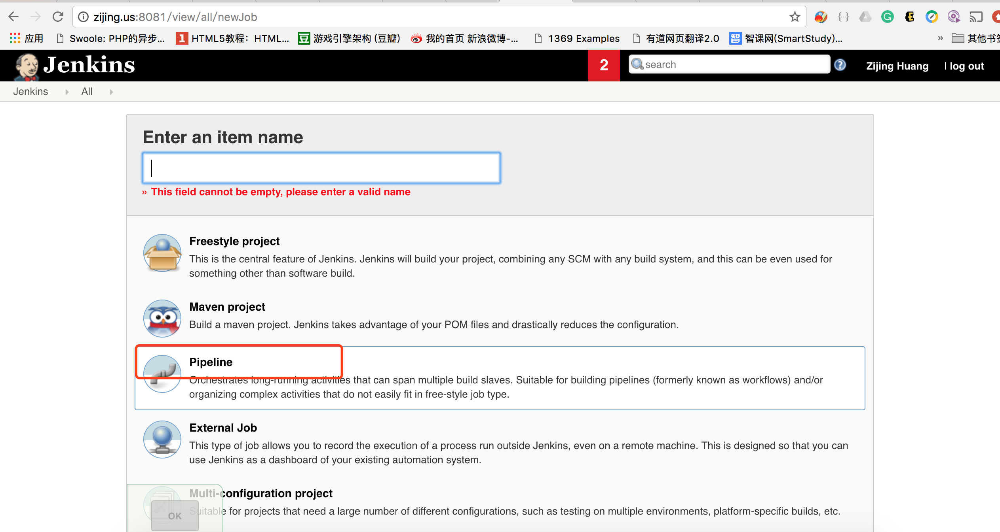 zijing.us:8081/view/all/newJob
应用 Swoole: PHP的异步... HTML5教程：HTML... 豆 游戏引擎架构 (豆瓣) 我的首页 新浪微博-... 1369 Examples 有道网页翻译2.0 智 智课网(SmartStudy)... » 其他书签
Jenkins 2 search Zijing Huang | log out
Jenkins All
Enter an item name
» This field cannot be empty, please enter a valid name
Freestyle project
This is the central feature of Jenkins. Jenkins will build your project, combining any SCM with any build system, and this can be even used for
something other than software build.
Maven project
Build a maven project. Jenkins takes advantage of your POM files and drastically reduces the configuration.
Pipeline
Orchestrates long-running activities that can span multiple build slaves. Suitable for building pipelines (formerly known as workflows) and/or
organizing complex activities that do not easily fit in free-style job type.
External Job
This type of job allows you to record the execution of a process run outside Jenkins, even on a remote machine. This is designed so that you can
use Jenkins as a dashboard of your existing automation system.
Multi-configuration project
Suitable for projects that need a large number of different configurations, such as testing on multiple environments, platform-specific builds, etc.
OK